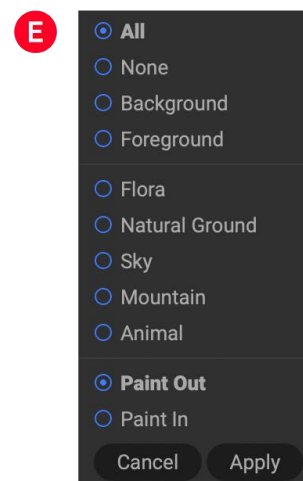 E
All
None
Background
Foreground
Flora
Natural Ground
Sky
Mountain
Animal
Paint Out
Paint In
Cancel Apply